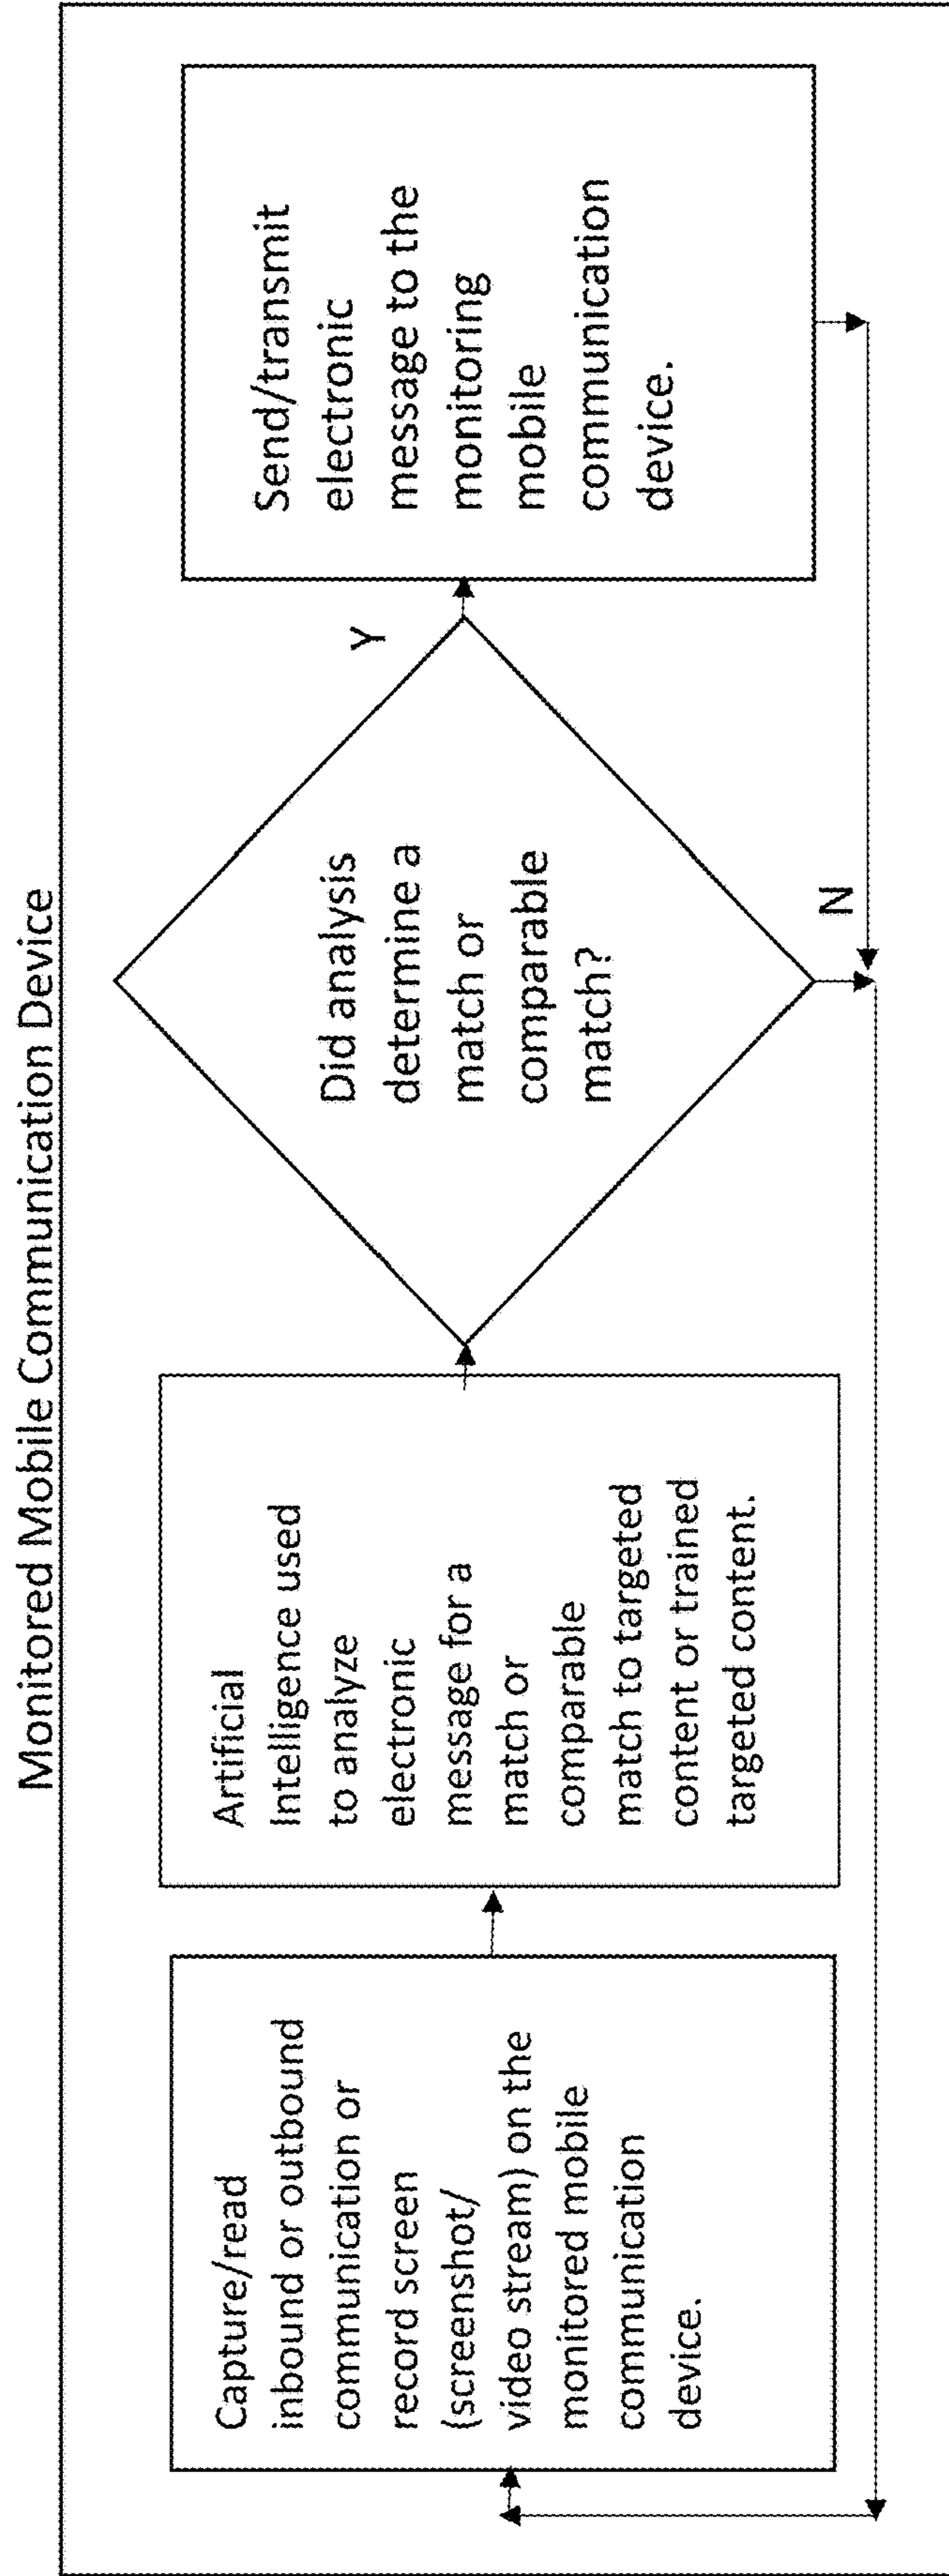 Monitored Mobile Communication Device
Capture/read
inbound or outbound
communication or
record screen
(screenshot/
video stream) on the
monitored mobile
communication
device.
Artificial
Intelligence used
to analyze
electronic
message for a
match or
comparable
match to targeted
content or trained
targeted content.
Did analysis
determine a
match or
comparable
match?
Y
N
Send/transmit
electronic
message to the
monitoring
mobile
communication
device.